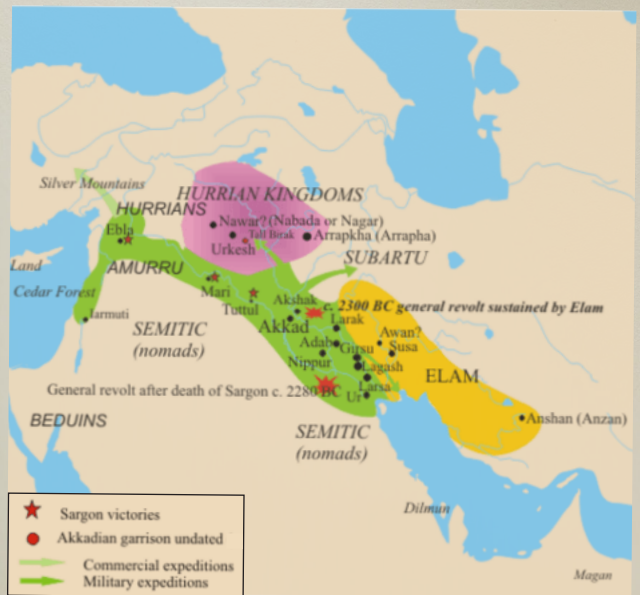 Silver Mountains
HURRIAN KINGDOMS
HURRIANS
Nawar? (Nabada or Nagar)
Ebla
Tall Birak
Arrapkha (Arrapha)
Urkesh
SUBARTU
Land
AMURRU
Cedar Forest
Mari
Tuttul
Akshak
c. 2300 BC general revolt sustained by Elam
Iarmuti
Larak
Akkad
SEMITIC
(nomads)
Awan?
Adab
Girsu
Susa
Nippur
Lagash
ELAM
General revolt after death of Sargon c. 2280 BC
Larsa
Ur
BEDUINS
Anshan (Anzan)
SEMITIC
(nomads)
Dilmun
Magan
Sargon victories
Akkadian garrison undated
Commercial expeditions
Military expeditions